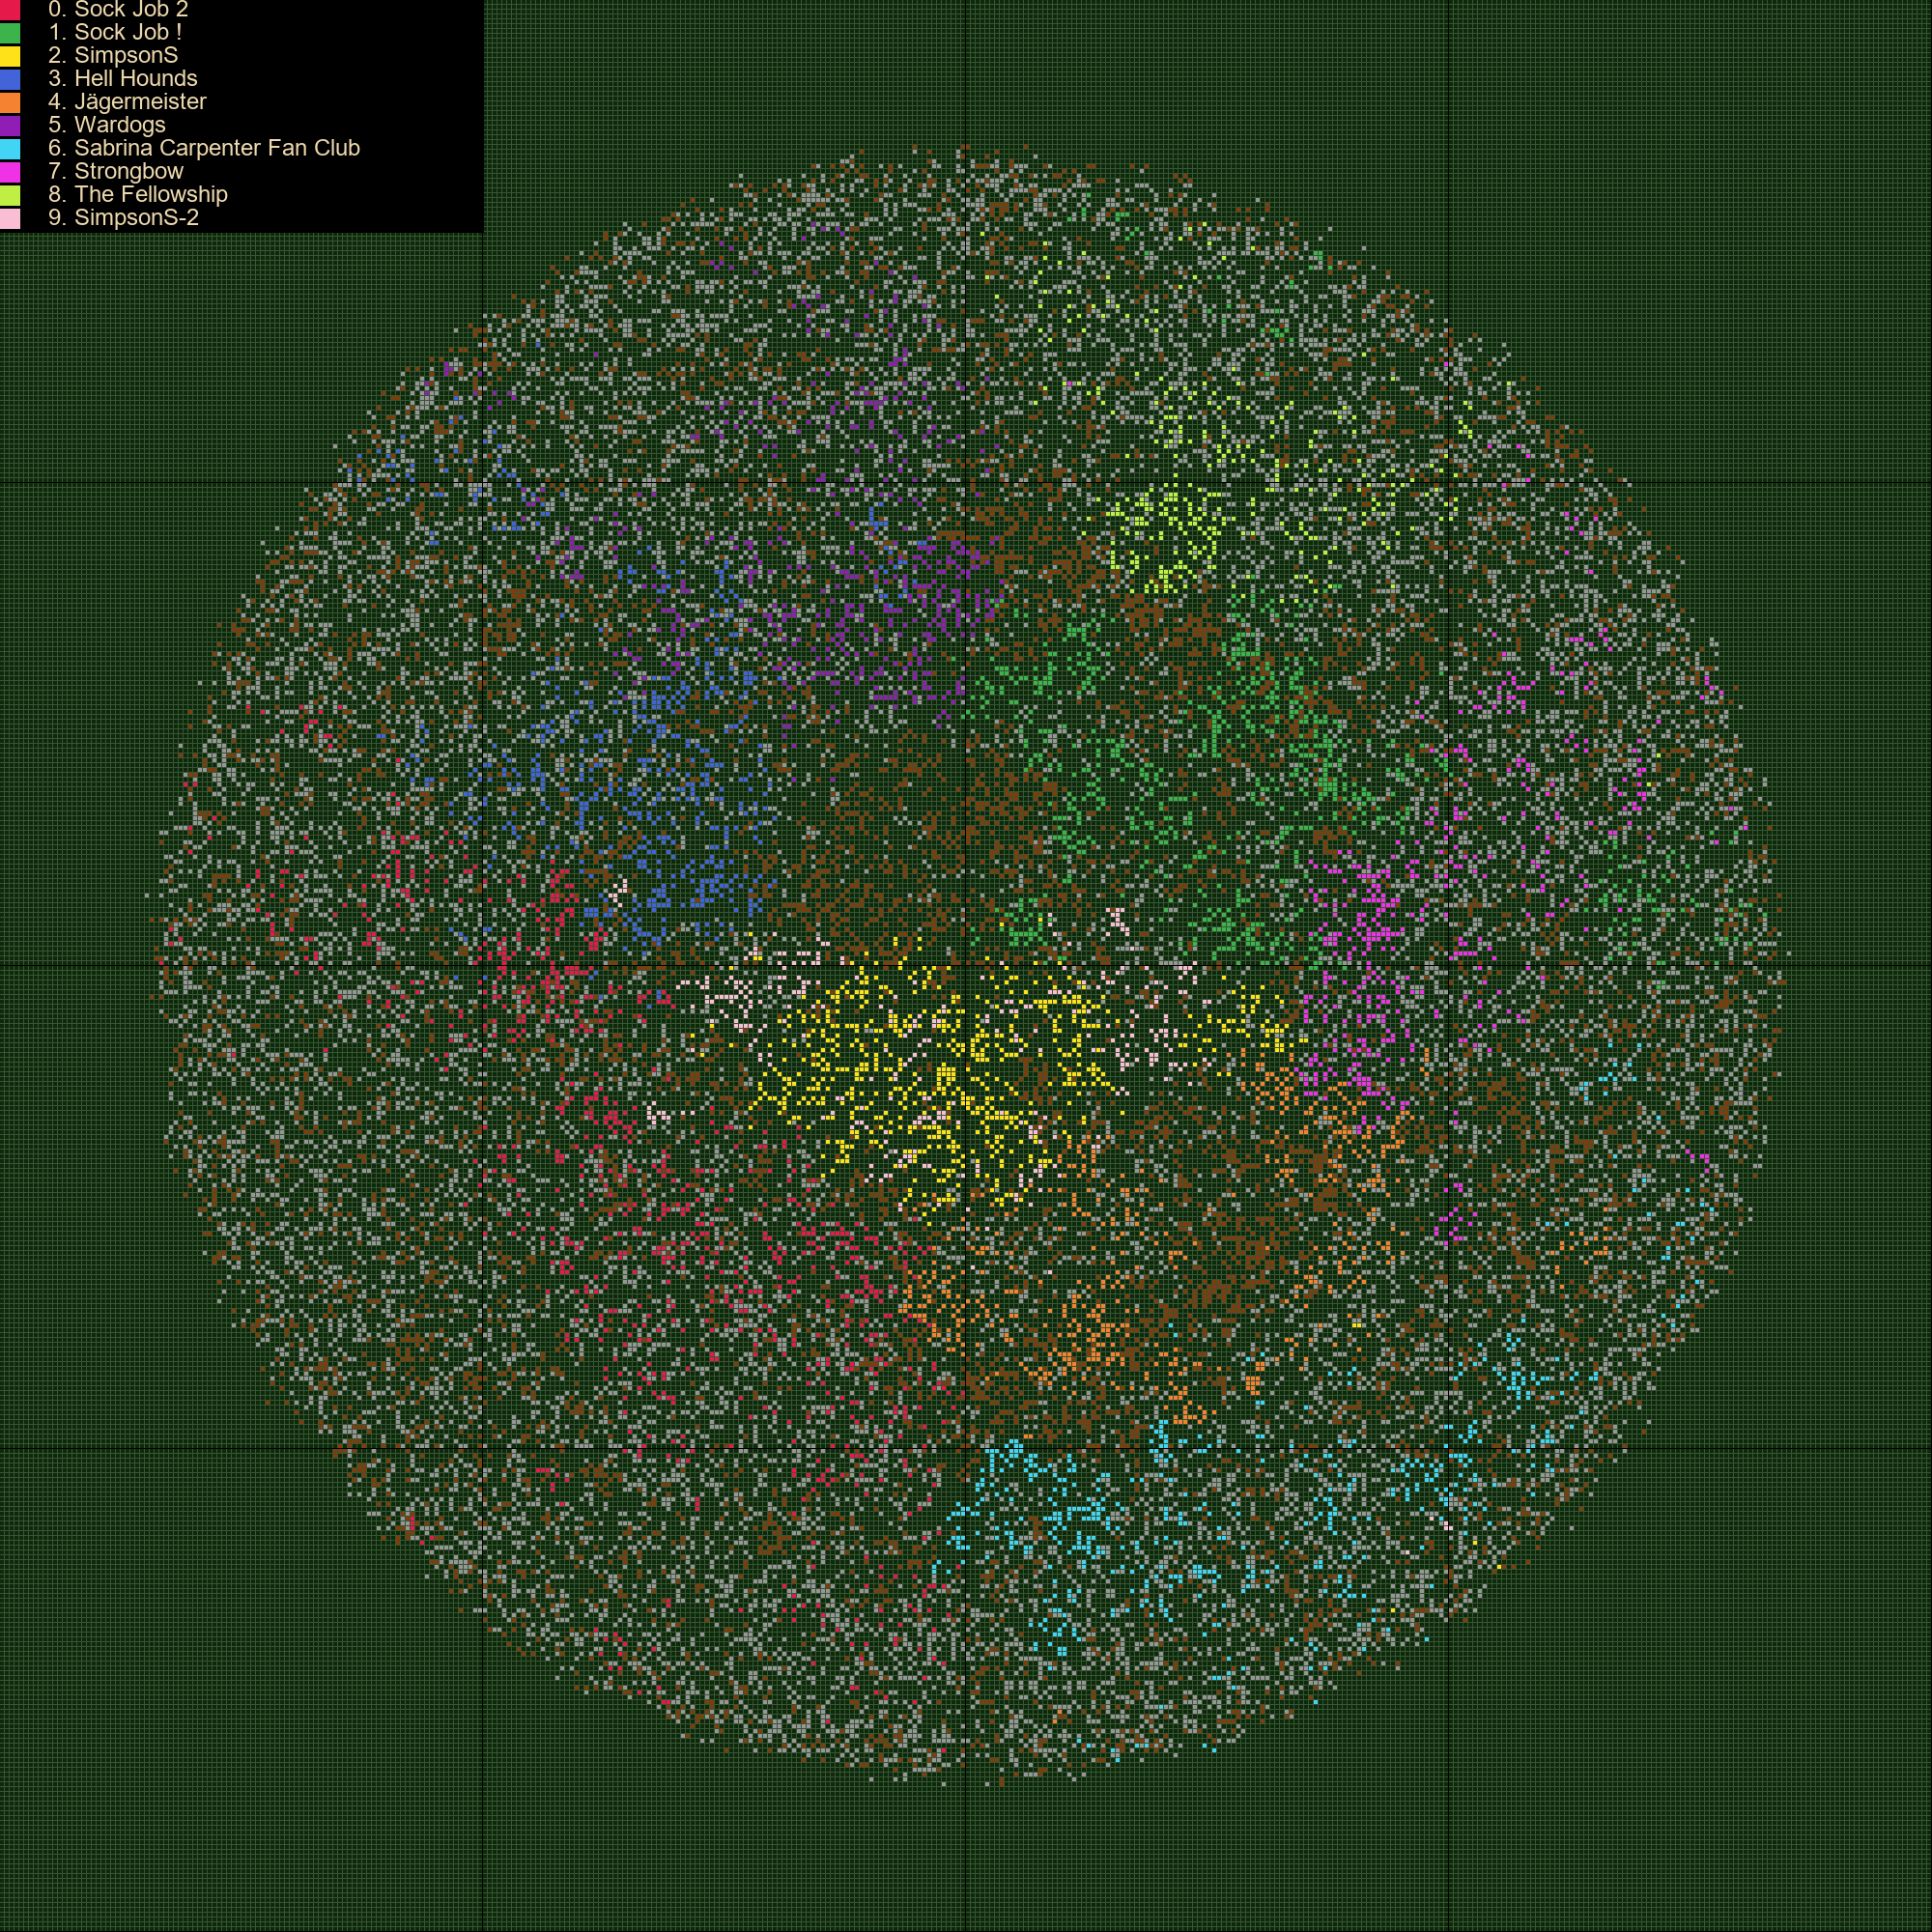 0. Sock Job 2
1. Sock Job !
2. SimpsonS
3. Hell Hounds
4. Jägermeister
5. Wardogs
6. Sabrina Carpenter Fan Club
7. Strongbow
8. The Fellowship
9. SimpsonS-2